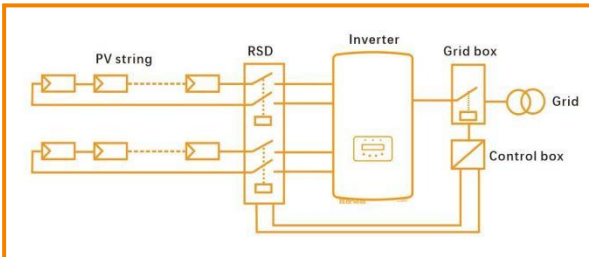 PV string
RSD
Inverter
Grid box
Grid
Control box